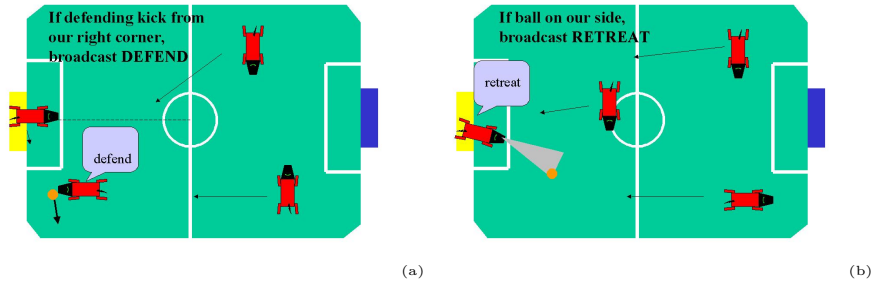 If defending kick from
our right corner,
broadcast DEFEND
defend
(a)
If ball on our side,
broadcast RETREAT
retreat
(b)